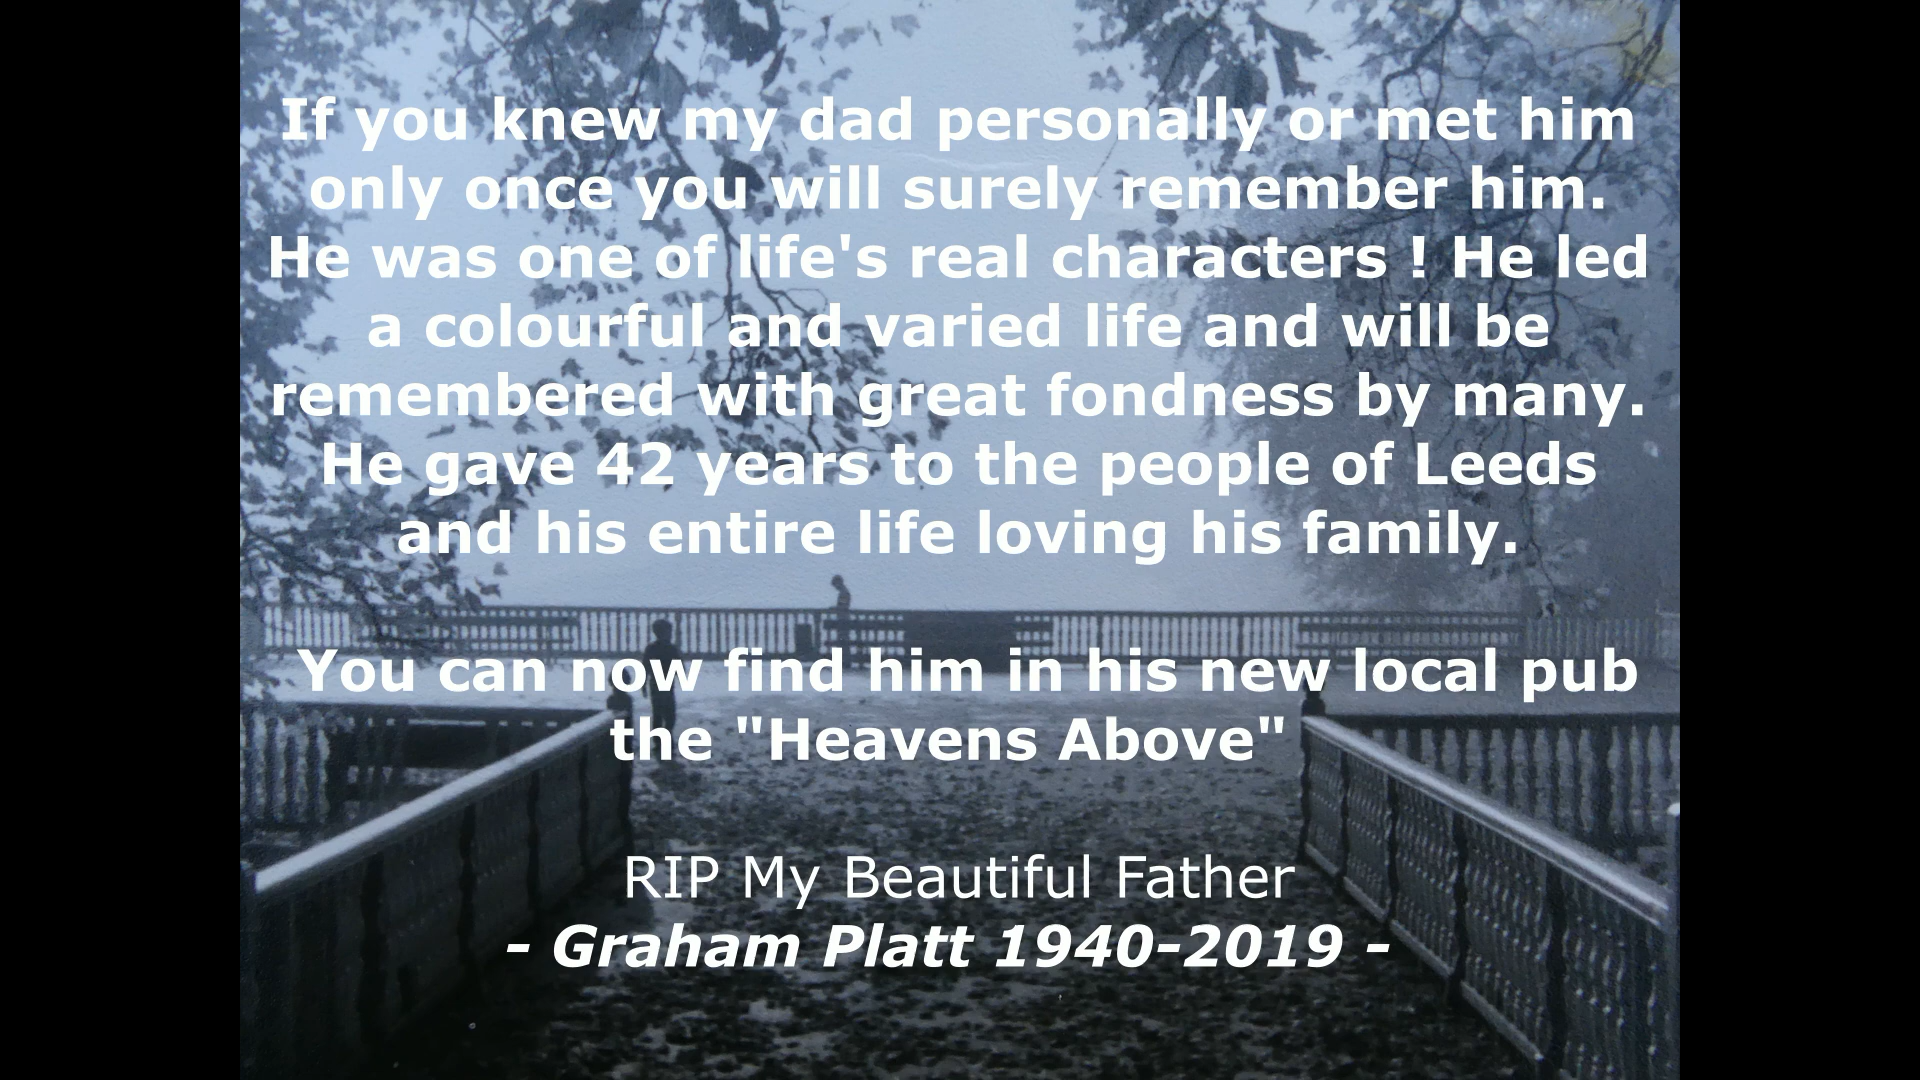 If you knew my dad personally or met him
only once you will surely remember him.
He was one of life's real characters ! He led
a colourful and varied life and will be
remembered with great fondness by many.
He gave 42 years to the people of Leeds
and his entire life loving his family.
You can now find him in his new local pub
the "Heavens Above"
RIP My Beautiful Father
- Graham Platt 1940-2019 -